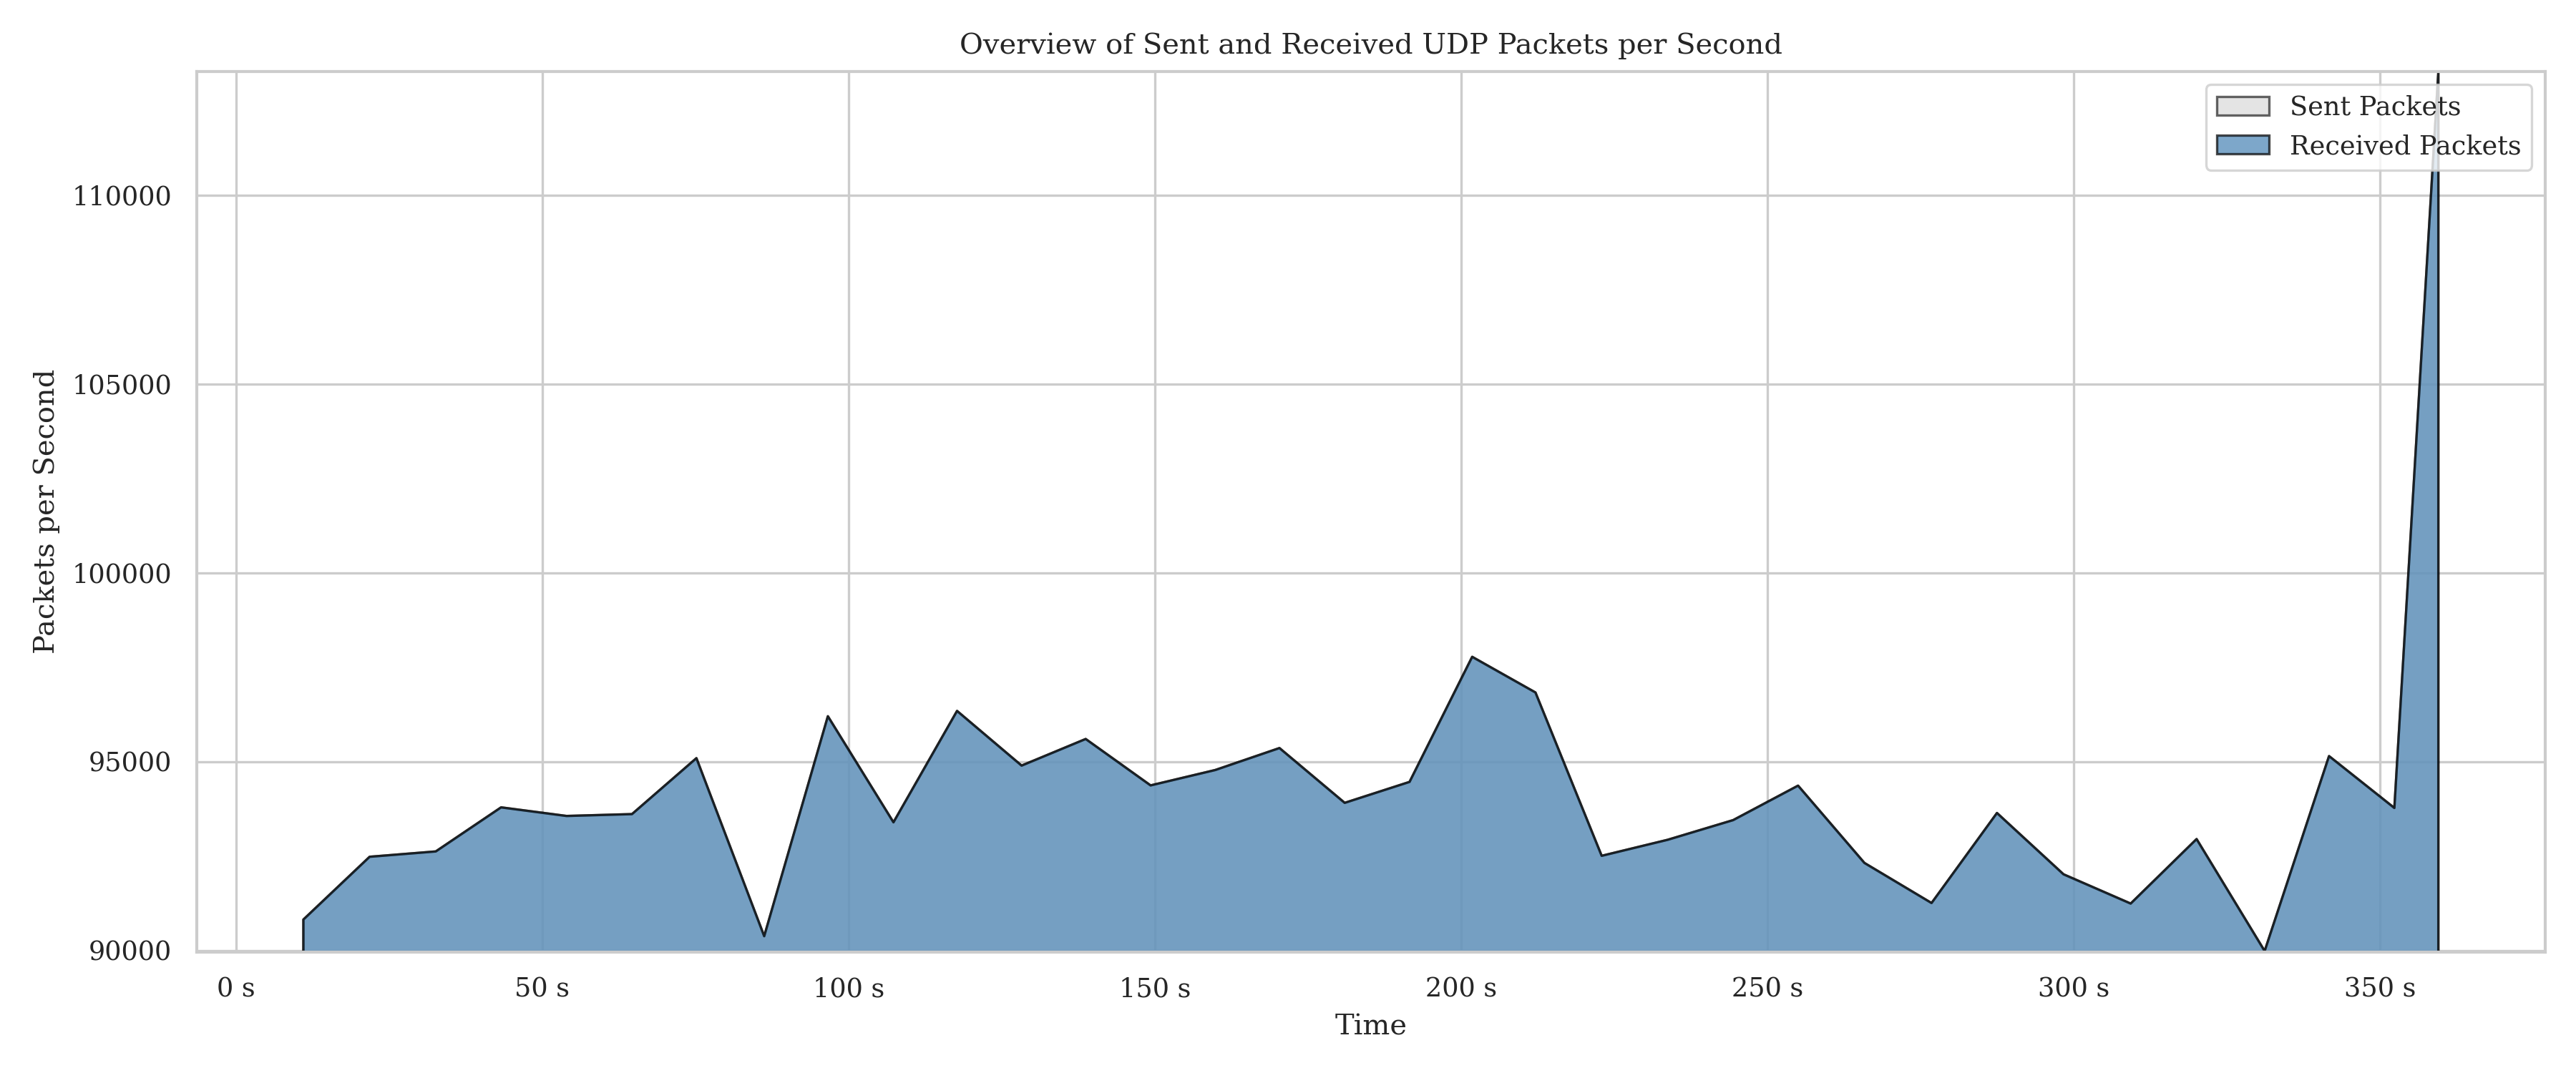 Overview of Sent and Received UDP Packets per Second
Sent Packets
Received Packets
Packets per Second
110000
105000
100000
95000
90000
0 s
50 s
100 s
150 s
200 s
250 s
300 s
350 s
Time